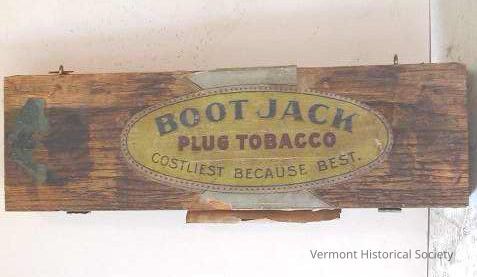 BOOT JACK
PLUG TOBACCO
COSTLIEST BECAUSE BEST.
Vermont Historical Society